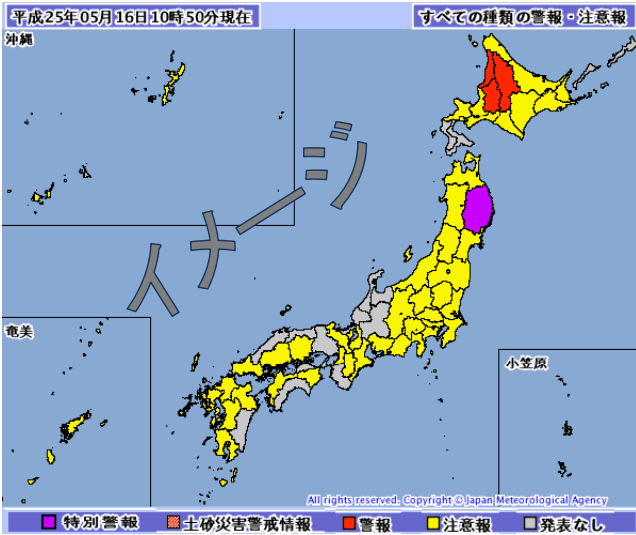 平成25年05月16日10時50分現在
すべての種類の警報・注意報
沖縄
イメージ
奄美
小笠原
All rights reserved. Copyright © Japan Meteorological Agency
特別警報 土砂災害警戒情報 警報 注意報 発表なし